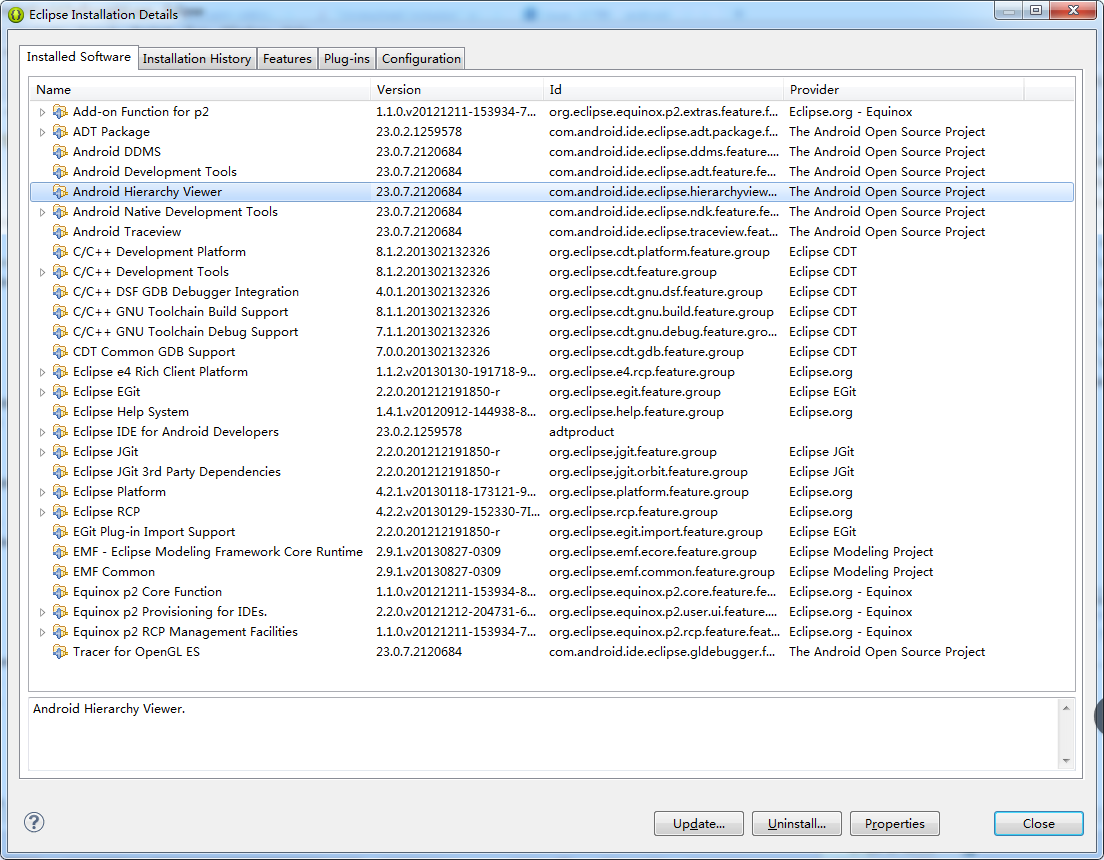 Eclipse Installation Details
Installed Software Installation History Features Plug-ins Configuration
Name Version Id Provider
Add-on Function for p2 1.1.0.v20121211-153934-7... org.eclipse.equinox.p2.extras.feature.f... Eclipse.org - Equinox
ADT Package 23.0.2.1259578 com.android.ide.eclipse.adt.package.f... The Android Open Source Project
Android DDMS 23.0.7.2120684 com.android.ide.eclipse.ddms.feature.... The Android Open Source Project
Android Development Tools 23.0.7.2120684 com.android.ide.eclipse.adt.feature.fe... The Android Open Source Project
Android Hierarchy Viewer 23.0.7.2120684 com.android.ide.eclipse.hierarchyview... The Android Open Source Project
Android Native Development Tools 23.0.7.2120684 com.android.ide.eclipse.ndk.feature.fe... The Android Open Source Project
Android Traceview 23.0.7.2120684 com.android.ide.eclipse.traceview.feat... The Android Open Source Project
C/C++ Development Platform 8.1.2.201302132326 org.eclipse.cdt.platform.feature.group Eclipse CDT
C/C++ Development Tools 8.1.2.201302132326 org.eclipse.cdt.feature.group Eclipse CDT
C/C++ DSF GDB Debugger Integration 4.0.1.201302132326 org.eclipse.cdt.gnu.dsf.feature.group Eclipse CDT
C/C++ GNU Toolchain Build Support 8.1.1.201302132326 org.eclipse.cdt.gnu.build.feature.group Eclipse CDT
C/C++ GNU Toolchain Debug Support 7.1.1.201302132326 org.eclipse.cdt.gnu.debug.feature.gro... Eclipse CDT
CDT Common GDB Support 7.0.0.201302132326 org.eclipse.cdt.gdb.feature.group Eclipse CDT
Eclipse e4 Rich Client Platform 1.1.2.v20130130-191718-9... org.eclipse.e4.rcp.feature.group Eclipse.org
Eclipse EGit 2.2.0.201212191850-r org.eclipse.egit.feature.group Eclipse EGit
Eclipse Help System 1.4.1.v20120912-144938-8... org.eclipse.help.feature.group Eclipse.org
Eclipse IDE for Android Developers 23.0.2.1259578 adtproduct
Eclipse JGit 2.2.0.201212191850-r org.eclipse.jgit.feature.group Eclipse JGit
Eclipse JGit 3rd Party Dependencies 2.2.0.201212191850-r org.eclipse.jgit.orbit.feature.group Eclipse JGit
Eclipse Platform 4.2.1.v20130118-173121-9... org.eclipse.platform.feature.group Eclipse.org
Eclipse RCP 4.2.2.v20130129-152330-7I... org.eclipse.rcp.feature.group Eclipse.org
EGit Plug-in Import Support 2.2.0.201212191850-r org.eclipse.egit.import.feature.group Eclipse EGit
EMF - Eclipse Modeling Framework Core Runtime 2.9.1.v20130827-0309 org.eclipse.emf.ecore.feature.group Eclipse Modeling Project
EMF Common 2.9.1.v20130827-0309 org.eclipse.emf.common.feature.group Eclipse Modeling Project
Equinox p2 Core Function 1.1.0.v20121211-153934-8... org.eclipse.equinox.p2.core.feature.fe... Eclipse.org - Equinox
Equinox p2 Provisioning for IDEs. 2.2.0.v20121212-204731-6... org.eclipse.equinox.p2.user.ui.feature.... Eclipse.org - Equinox
Equinox p2 RCP Management Facilities 1.1.0.v20121211-153934-7... org.eclipse.equinox.p2.rcp.feature.feat... Eclipse.org - Equinox
Tracer for OpenGL ES 23.0.7.2120684 com.android.ide.eclipse.gldebugger.f... The Android Open Source Project
Android Hierarchy Viewer.
? Update... Uninstall... Properties Close